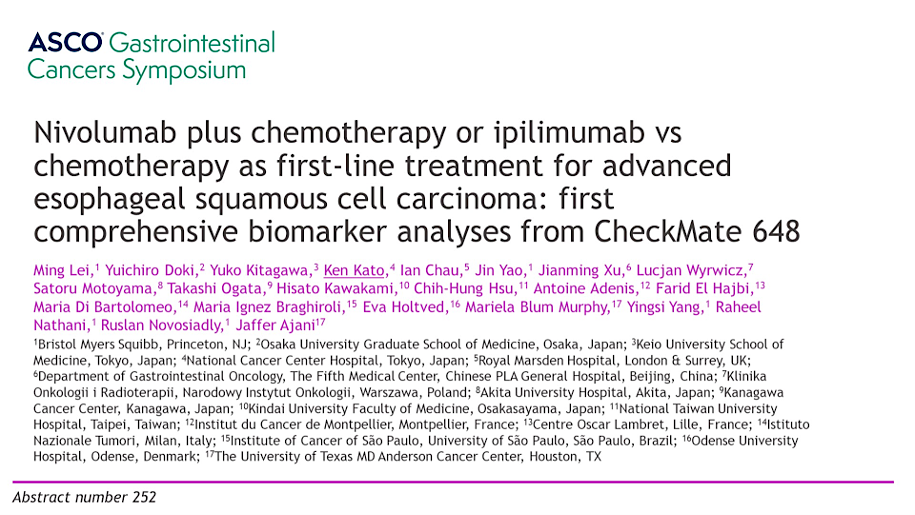 ASCO® Gastrointestinal
Cancers Symposium
Nivolumab plus chemotherapy or ipilimumab vs
chemotherapy as first-line treatment for advanced
esophageal squamous cell carcinoma: first
comprehensive biomarker analyses from CheckMate 648
Ming Lei,¹ Yuichiro Doki,² Yuko Kitagawa,³ Ken Kato,⁴ Ian Chau,⁵ Jin Yao,¹ Jianming Xu,⁶ Lucjan Wyrwicz,⁷
Satoru Motoyama,⁸ Takashi Ogata,⁹ Hisato Kawakami,¹⁰ Chih-Hung Hsu,¹¹ Antoine Adenis,¹² Farid El Hajbi,¹³
Maria Di Bartolomeo,¹⁴ Maria Ignez Braghiroli,¹⁵ Eva Holtved,¹⁶ Mariela Blum Murphy,¹⁷ Yingsi Yang,¹ Raheel
Nathani,¹ Ruslan Novosiadly,¹ Jaffer Ajani¹⁷
¹Bristol Myers Squibb, Princeton, NJ; ²Osaka University Graduate School of Medicine, Osaka, Japan; ³Keio University School of
Medicine, Tokyo, Japan; ⁴National Cancer Center Hospital, Tokyo, Japan; ⁵Royal Marsden Hospital, London & Surrey, UK;
⁶Department of Gastrointestinal Oncology, The Fifth Medical Center, Chinese PLA General Hospital, Beijing, China; ⁷Klinika
Onkologii i Radioterapii, Narodowy Instytut Onkologii, Warszawa, Poland; ⁸Akita University Hospital, Akita, Japan; ⁹Kanagawa
Cancer Center, Kanagawa, Japan; ¹⁰Kindai University Faculty of Medicine, Osakasayama, Japan; ¹¹National Taiwan University
Hospital, Taipei, Taiwan; ¹²Institut du Cancer de Montpellier, Montpellier, France; ¹³Centre Oscar Lambret, Lille, France; ¹⁴Istituto
Nazionale Tumori, Milan, Italy; ¹⁵Institute of Cancer of São Paulo, University of São Paulo, São Paulo, Brazil; ¹⁶Odense University
Hospital, Odense, Denmark; ¹⁷The University of Texas MD Anderson Cancer Center, Houston, TX
Abstract number 252